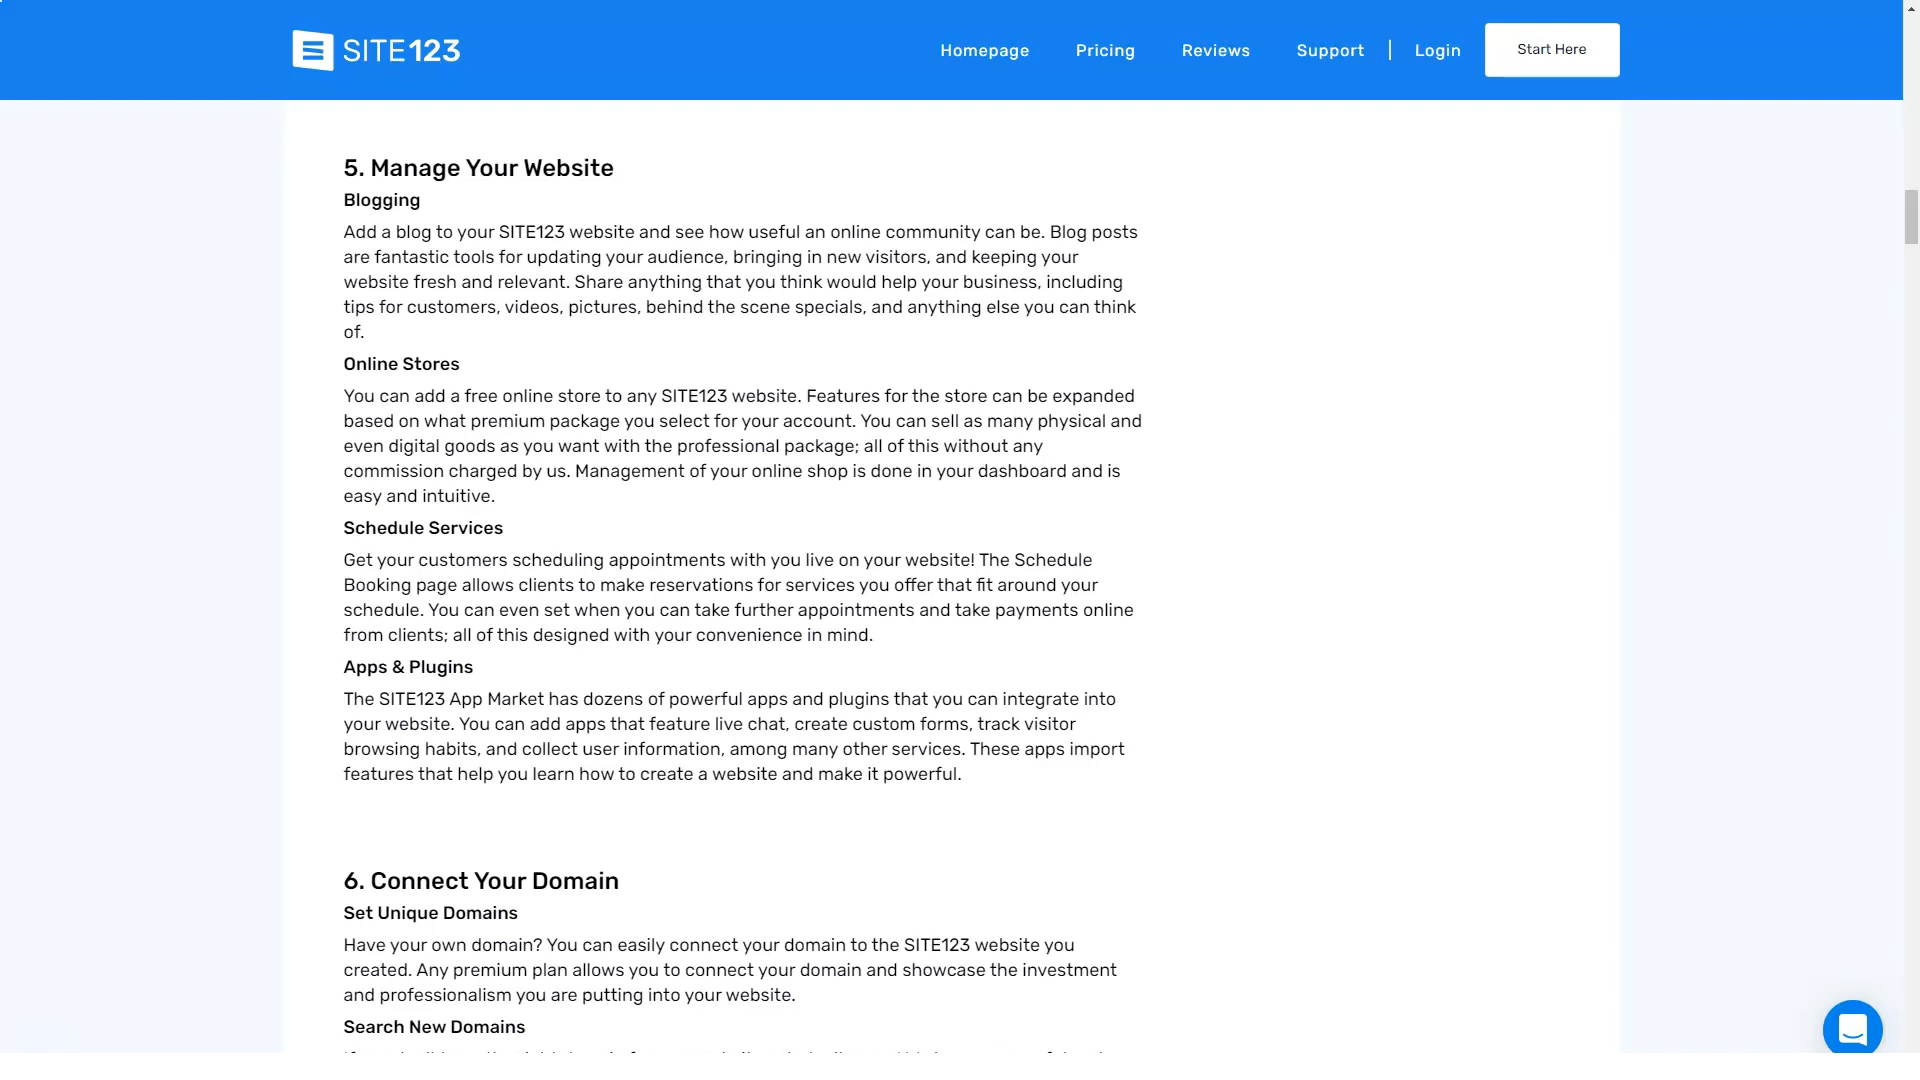 SITE123
Homepage
Pricing
Reviews
Support
Login
Start Here
5. Manage Your Website
Blogging
Add a blog to your SITE123 website and see how useful an online community can be. Blog posts
are fantastic tools for updating your audience, bringing in new visitors, and keeping your
website fresh and relevant. Share anything that you think would help your business, including
tips for customers, videos, pictures, behind the scene specials, and anything else you can think
of.
Online Stores
You can add a free online store to any SITE123 website. Features for the store can be expanded
based on what premium package you select for your account. You can sell as many physical and
even digital goods as you want with the professional package; all of this without any
commission charged by us. Management of your online shop is done in your dashboard and is
easy and intuitive.
Schedule Services
Get your customers scheduling appointments with you live on your website! The Schedule
Booking page allows clients to make reservations for services you offer that fit around your
schedule. You can even set when you can take further appointments and take payments online
from clients; all of this designed with your convenience in mind.
Apps & Plugins
The SITE123 App Market has dozens of powerful apps and plugins that you can integrate into
your website. You can add apps that feature live chat, create custom forms, track visitor
browsing habits, and collect user information, among many other services. These apps import
features that help you learn how to create a website and make it powerful.
6. Connect Your Domain
Set Unique Domains
Have your own domain? You can easily connect your domain to the SITE123 website you
created. Any premium plan allows you to connect your domain and showcase the investment
and professionalism you are putting into your website.
Search New Domains